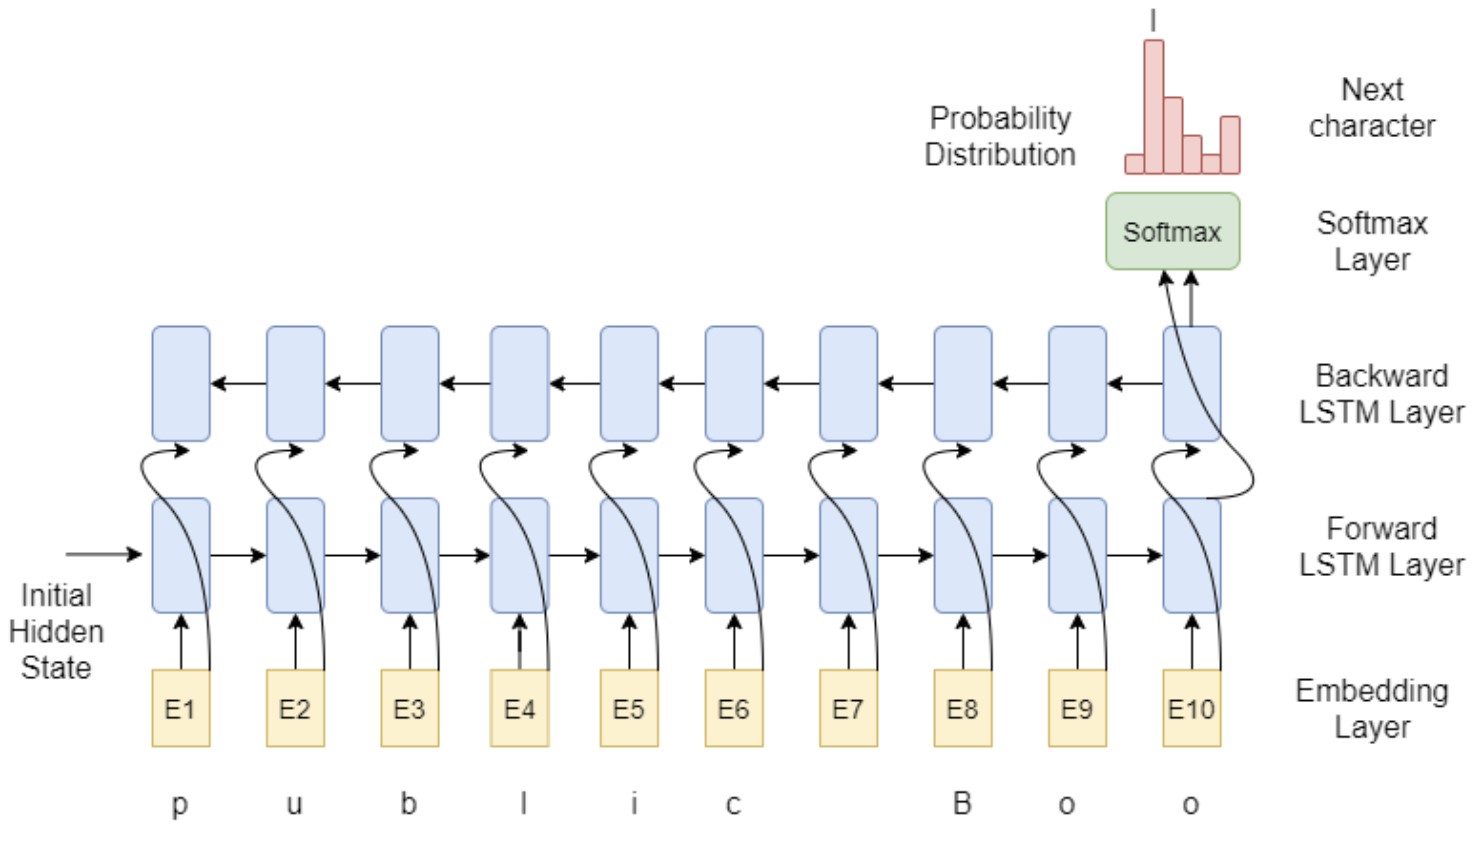 l
Probability
Distribution
Next
character
Softmax
Softmax
Layer
Backward
LSTM Layer
Forward
LSTM Layer
Initial
Hidden
State
E1 E2 E3 E4 E5 E6 E7 E8 E9 E10
Embedding
Layer
p u b l i c B o o